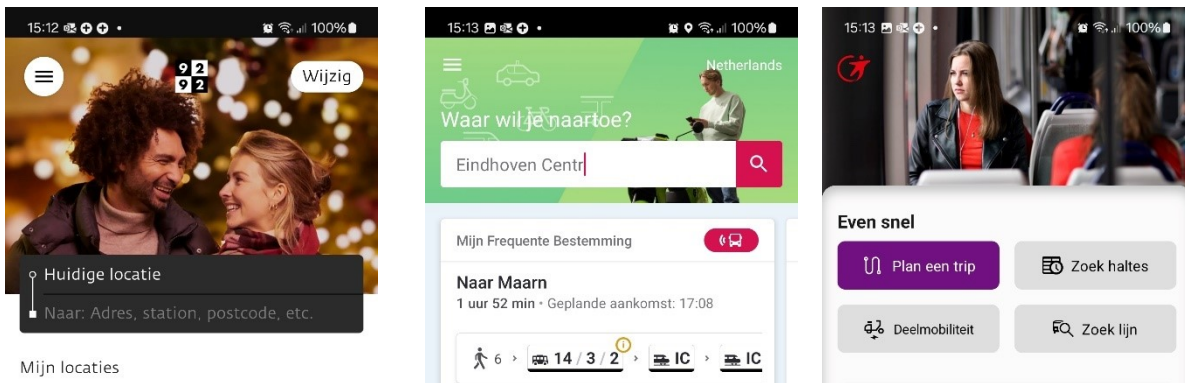 15:12 100%
92
92
Wijzig
Huidige locatie
Naar: Adres, station, postcode, etc.
Mijn locaties
15:13 100%
Netherlands
Waar wil je naartoe?
Eindhoven Centr
Mijn Frequente Bestemming
Naar Maarn
1 uur 52 min • Geplande aankomst: 17:08
6 > 14 / 3 / 2 > IC > IC
15:13 100%
Even snel
Plan een trip Zoek haltes
Deelmobiliteit Zoek lijn